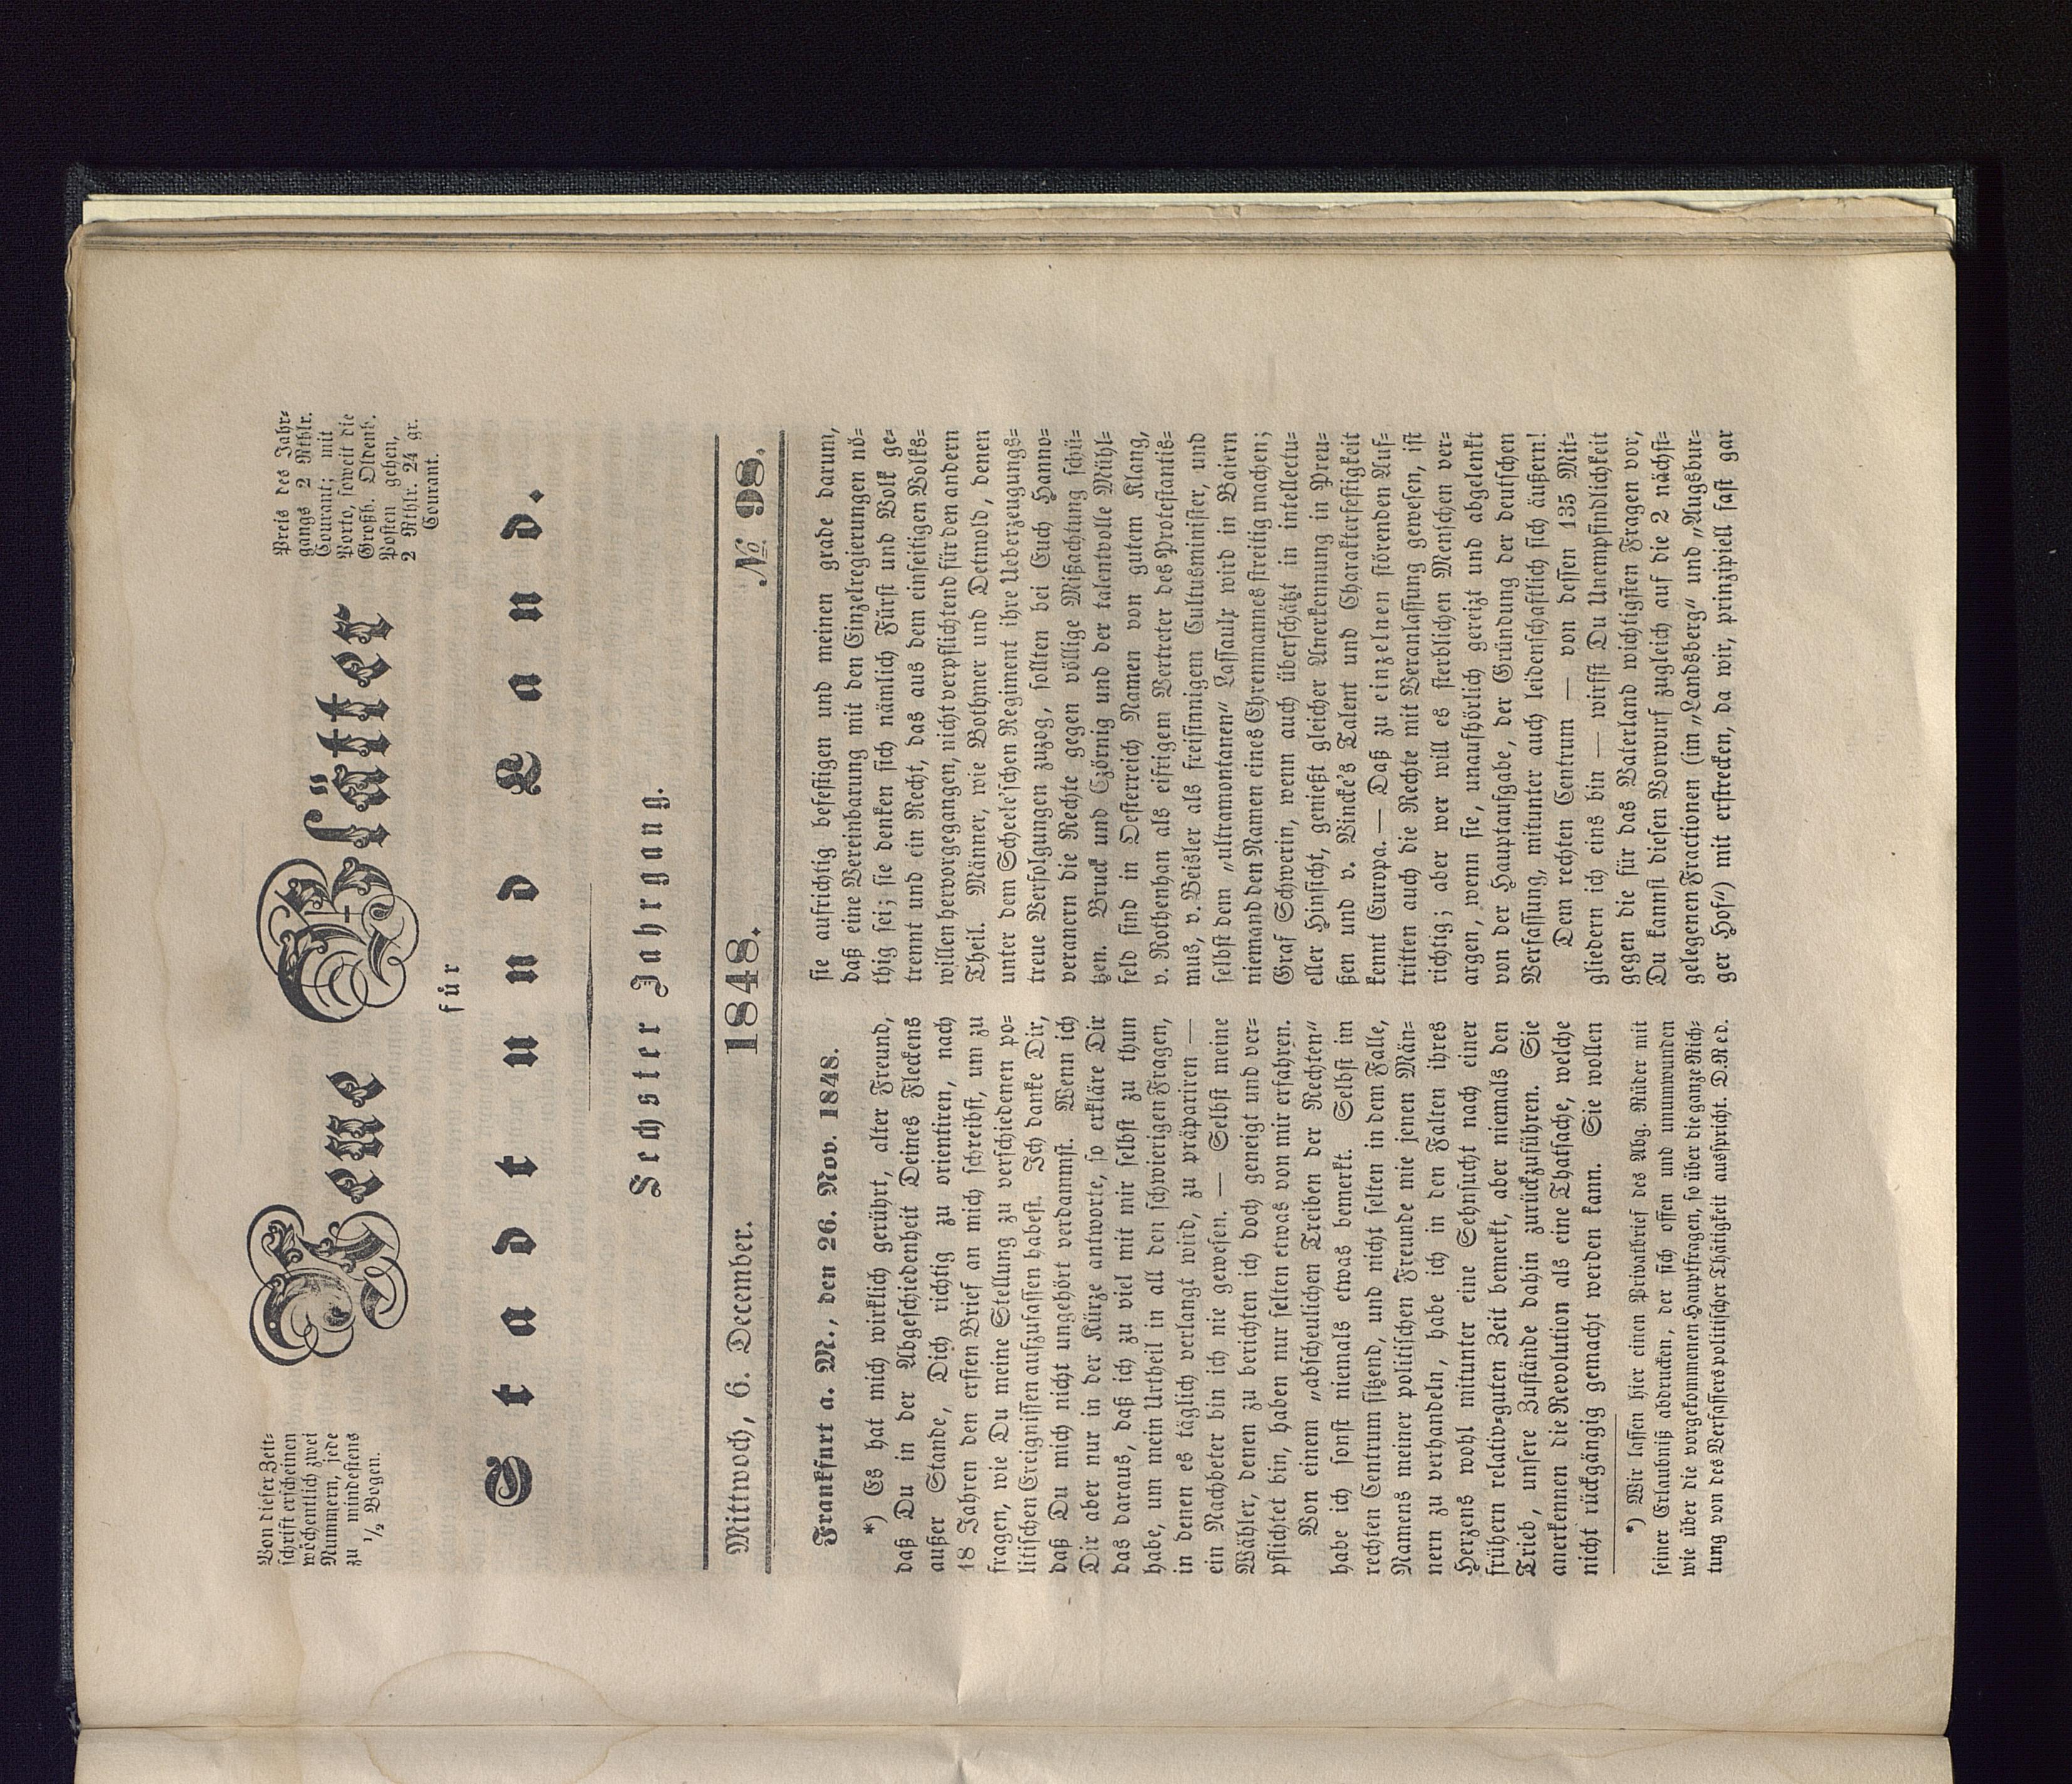 Von dieser Zeit=
schrift erscheinen
wöchentlich zwei
Nummern, jede
zu mindestens
1/2 Bogen.
Neue Blätter
für
Stadt und Land.
Preis des Jahr=
gangs 2 Rthlr.
Courant; mit
Porto, soweit die
Großh. Oldenb.
Posten gehen,
2 Rthlr. 24 gr.
Courant.
Sechster Jahrgang.
Mittwoch, 6. December. 1848. № 98.
Frankfurt a. M., den 26. Nov. 1848.
*) Es hat mich wirklich gerührt, alter Freund,
daß Du in der Abgeschiedenheit Deines Fleckens
außer Stande, Dich richtig zu orientiren, nach
18 Jahren den ersten Brief an mich schreibst, um zu
fragen, wie Du meine Stellung zu verschiedenen po=
litischen Ereignissen aufzufassen habest. Ich danke Dir,
daß Du mich nicht ungehört verdammst. Wenn ich
Dir aber nur in der Kürze antworte, so erkläre Dir
das daraus, daß ich zu viel mit mir selbst zu thun
habe, um mein Urtheil in all den schwierigen Fragen,
in denen es täglich verlangt wird, zu präpariren —
ein Nachbeter bin ich nie gewesen. — Selbst meine
Wähler, denen zu berichten ich doch geneigt und ver=
pflichtet bin, haben nur selten etwas von mir erfahren.
Von einem „abscheulichen Treiben der Rechten“
habe ich sonst niemals etwas bemerkt. Selbst im
rechten Centrum sitzend, und nicht selten in dem Falle,
Namens meiner politischen Freunde mie jenen Män=
nern zu verhandeln, habe ich in den Falten ihres
Herzens wohl mitunter eine Sehnsucht nach einer
frühern relativ=guten Zeit bemerkt, aber niemals den
Trieb, unsere Zustände dahin zurückzuführen. Sie
anerkennen die Revolution als eine Thatsache, welche
nicht rückgängig gemacht werden kann. Sie wollen
*) Wir lassen hier einen Privatbrief des Abg. Rüder mit
seiner Erlaubniß abdrucken, der sich offen und unumwunden
wie über die vorgekommenen Hauptfragen, so über die ganze Rich=
tung von des Verfassers politischer Thätigkeit ausspricht. D. Red.
sie aufrichtig befestigen und meinen grade darum,
daß eine Vereinbarung mit den Einzelregierungen nö=
thig sei; sie denken sich nämlich Fürst und Volk ge=
trennt und ein Recht, das aus dem einseitigen Volks=
willen hervorgegangen, nicht verpflichtend für den andern
Theil. Männer, wie Bothmer und Detmold, denen
unter dem Scheele'schen Regiment ihre Ueberzeugungs=
treue Verfolgungen zuzog, sollten bei Euch Hanno=
veranern die Rechte gegen völlige Mißachtung schü=
tzen. Bruck und Czörnig und der talentvolle Mühl=
feld sind in Oesterreich Namen von gutem Klang,
v. Rothenhan als eifrigem Vertreter des Protestantis=
mus, v. Beisler als freisinnigem Cultusminister, und
selbst dem „ultramontanen“ Lassaulx wird in Baiern
niemand den Namen eines Ehrenmannes streitig machen;
Graf Schwerin, wenn auch überschätzt in intellectu=
eller Hinsicht, genießt gleicher Anerkennung in Preu=
ßen und v. Vincke's Talent und Charakterfestigkeit
kennt Europa. — Daß zu einzelnen störenden Auf=
tritten auch die Rechte mit Veranlassung gewesen, ist
richtig; aber wer will es sterblichen Menschen ver=
argen, wenn sie, unaufhörlich gereizt und abgelenkt
von der Hauptaufgabe, der Gründung der deutschen
Verfassung, mitunter auch leidenschaftlich sich äußern!
Dem rechten Centrum — von dessen 135 Mit=
gliedern ich eins bin — wirfst Du Unempfindlichkeit
gegen die für das Vaterland wichtigsten Fragen vor,
Du kannst diesen Vorwurf zugleich auf die 2 nächst=
gelegenen Fractionen (im „Landsberg“ und „Augsbur=
ger Hof“) mit erstrecken, da wir, prinzipiell fast gar